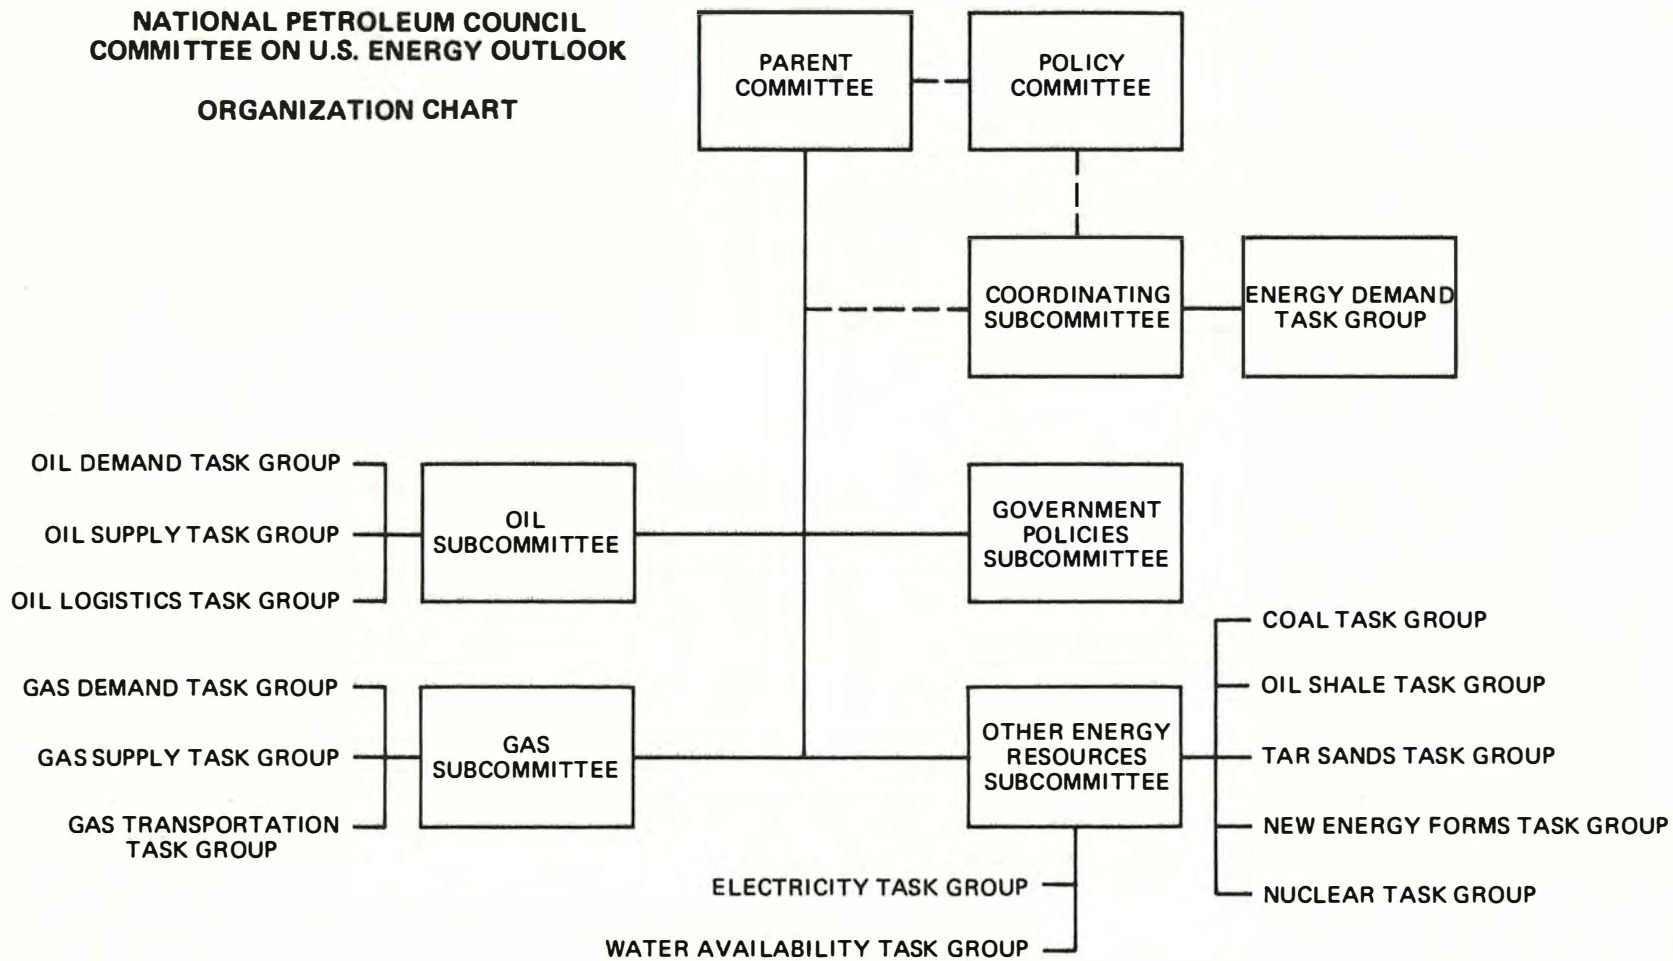 NATIONAL PETROLEUM COUNCIL
COMMITTEE ON U.S. ENERGY OUTLOOK
ORGANIZATION CHART
PARENT
COMMITTEE
POLICY
COMMITTEE
COORDINATING
SUBCOMMITTEE
ENERGY DEMAND
TASK GROUP
OIL DEMAND TASK GROUP
OIL SUPPLY TASK GROUP
OIL LOGISTICS TASK GROUP
OIL
SUBCOMMITTEE
GOVERNMENT
POLICIES
SUBCOMMITTEE
GAS DEMAND TASK GROUP
GAS SUPPLY TASK GROUP
GAS TRANSPORTATION
TASK GROUP
GAS
SUBCOMMITTEE
OTHER ENERGY
RESOURCES
SUBCOMMITTEE
COAL TASK GROUP
OIL SHALE TASK GROUP
TAR SANDS TASK GROUP
NEW ENERGY FORMS TASK GROUP
NUCLEAR TASK GROUP
ELECTRICITY TASK GROUP
WATER AVAILABILITY TASK GROUP